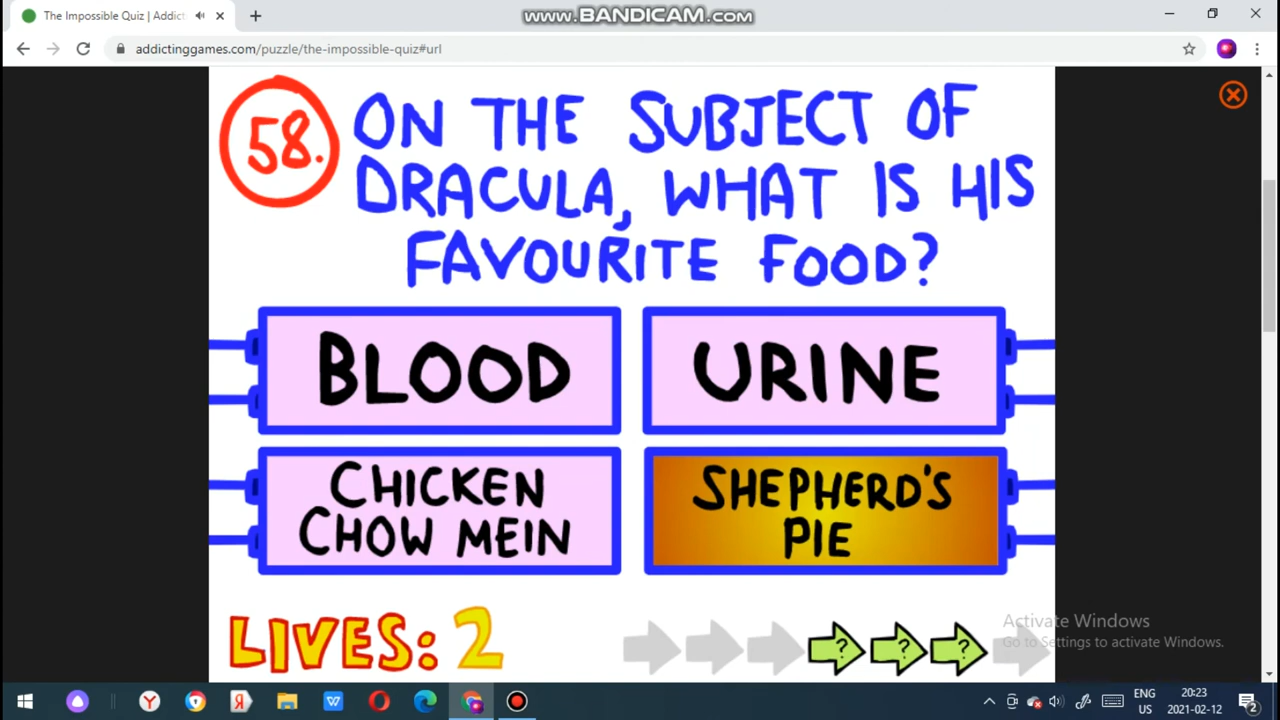 The Impossible Quiz | Addict
www.BANDICAM.com
addictinggames.com/puzzle/the-impossible-quiz#url
58.
ON THE SUBJECT OF
DRACULA, WHAT IS HIS
FAVOURITE FOOD?
BLOOD
URINE
CHICKEN
CHOW MEIN
SHEPHERD'S
PIE
LIVES: 2
? ? ?
Activate Windows
Go to Settings to activate Windows.
ENG
US
20:23
2021-02-12
2